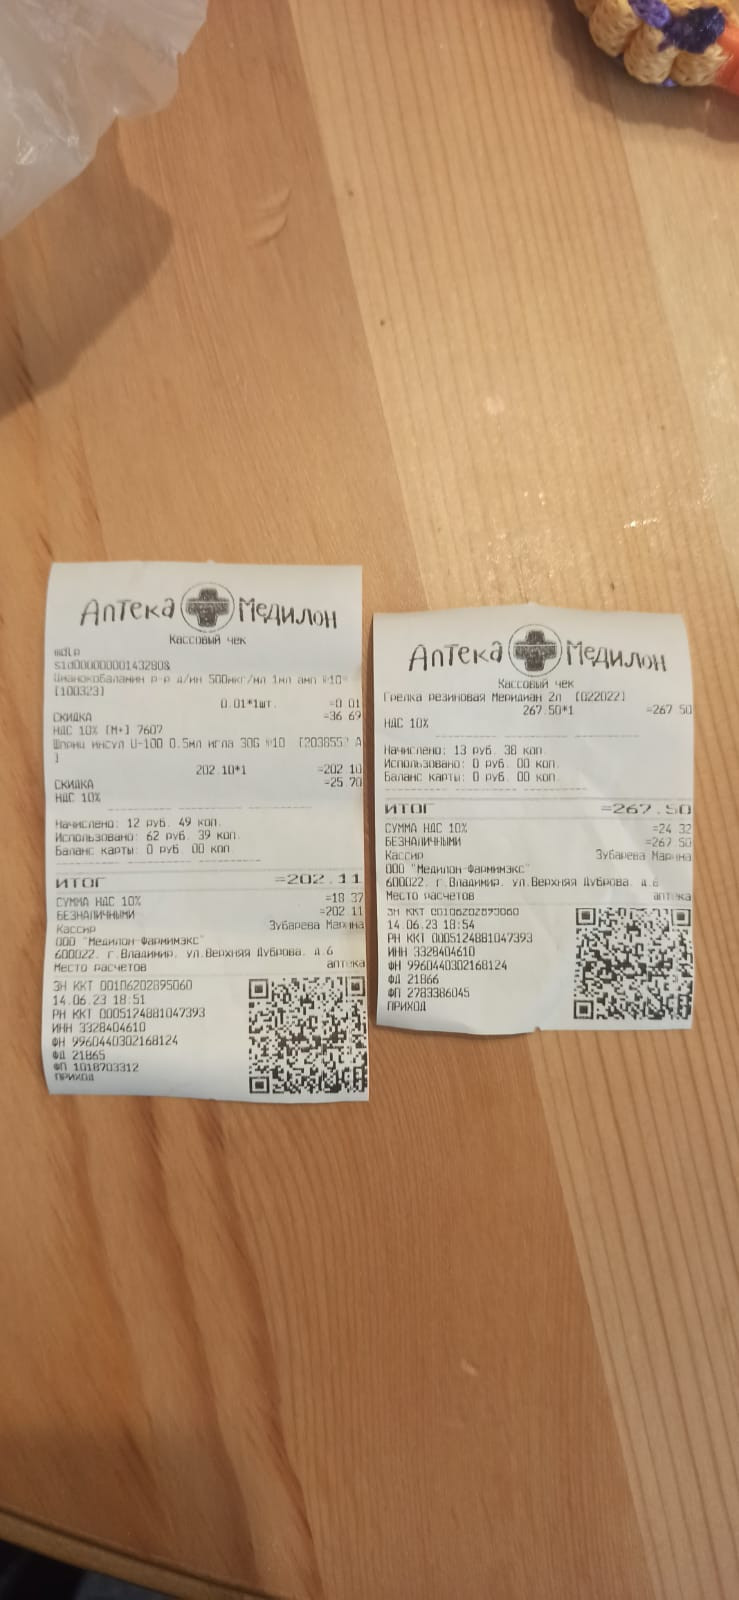 Аптека Медилон
Кассовый чек
mdlp
sid00000000143280&
Цианокобаламин р-р д/ин 500мкг/мл 1мл амп №10
[100323]
0.01*1шт. =0 01
СКИДКА =36 69
НДС 10% [М+] 7607
Шприц инсул U-100 0.5мл игла 30G №10 [203855? А
]
202.10*1 =202 10
СКИДКА =25.70
НДС 10%
Начислено: 12 руб. 49 коп.
Использовано: 62 руб. 39 коп.
Баланс карты: 0 руб. 00 коп.
ИТОГ =202.11
СУММА НДС 10% =18 37
БЕЗНАЛИЧНЫМИ =202 11
Кассир Зубарева Марина
ООО "Медилон-Фармимэкс"
600022. г.Владимир. ул.Верхняя Дуброва. д.6
Место расчетов аптека
ЗН ККТ 00106202895060
14.06.23 18:51
РН ККТ 0005124881047393
ИНН 3328404610
ФН 9960440302168124
ФД 21865
ФП 1018703312
ПРИХОД
Аптека Медилон
Кассовый чек
Грелка резиновая Меридиан 2л [022022]
267.50*1 =267 50
НДС 10%
Начислено: 13 руб. 38 коп.
Использовано: 0 руб. 00 коп.
Баланс карты: 0 руб. 00 коп.
ИТОГ =267.50
СУММА НДС 10% =24 32
БЕЗНАЛИЧНЫМИ =267 50
Кассир Зубарева Марина
ООО "Медилон-Фармимэкс"
600022. г.Владимир. ул.Верхняя Дуброва. д.6
Место расчетов аптека
ЗН ККТ
14.06.23 18:54
РН ККТ 0005124881047393
ИНН 3328404610
ФН 9960440302168124
ФД 21866
ФП 2783386045
ПРИХОД